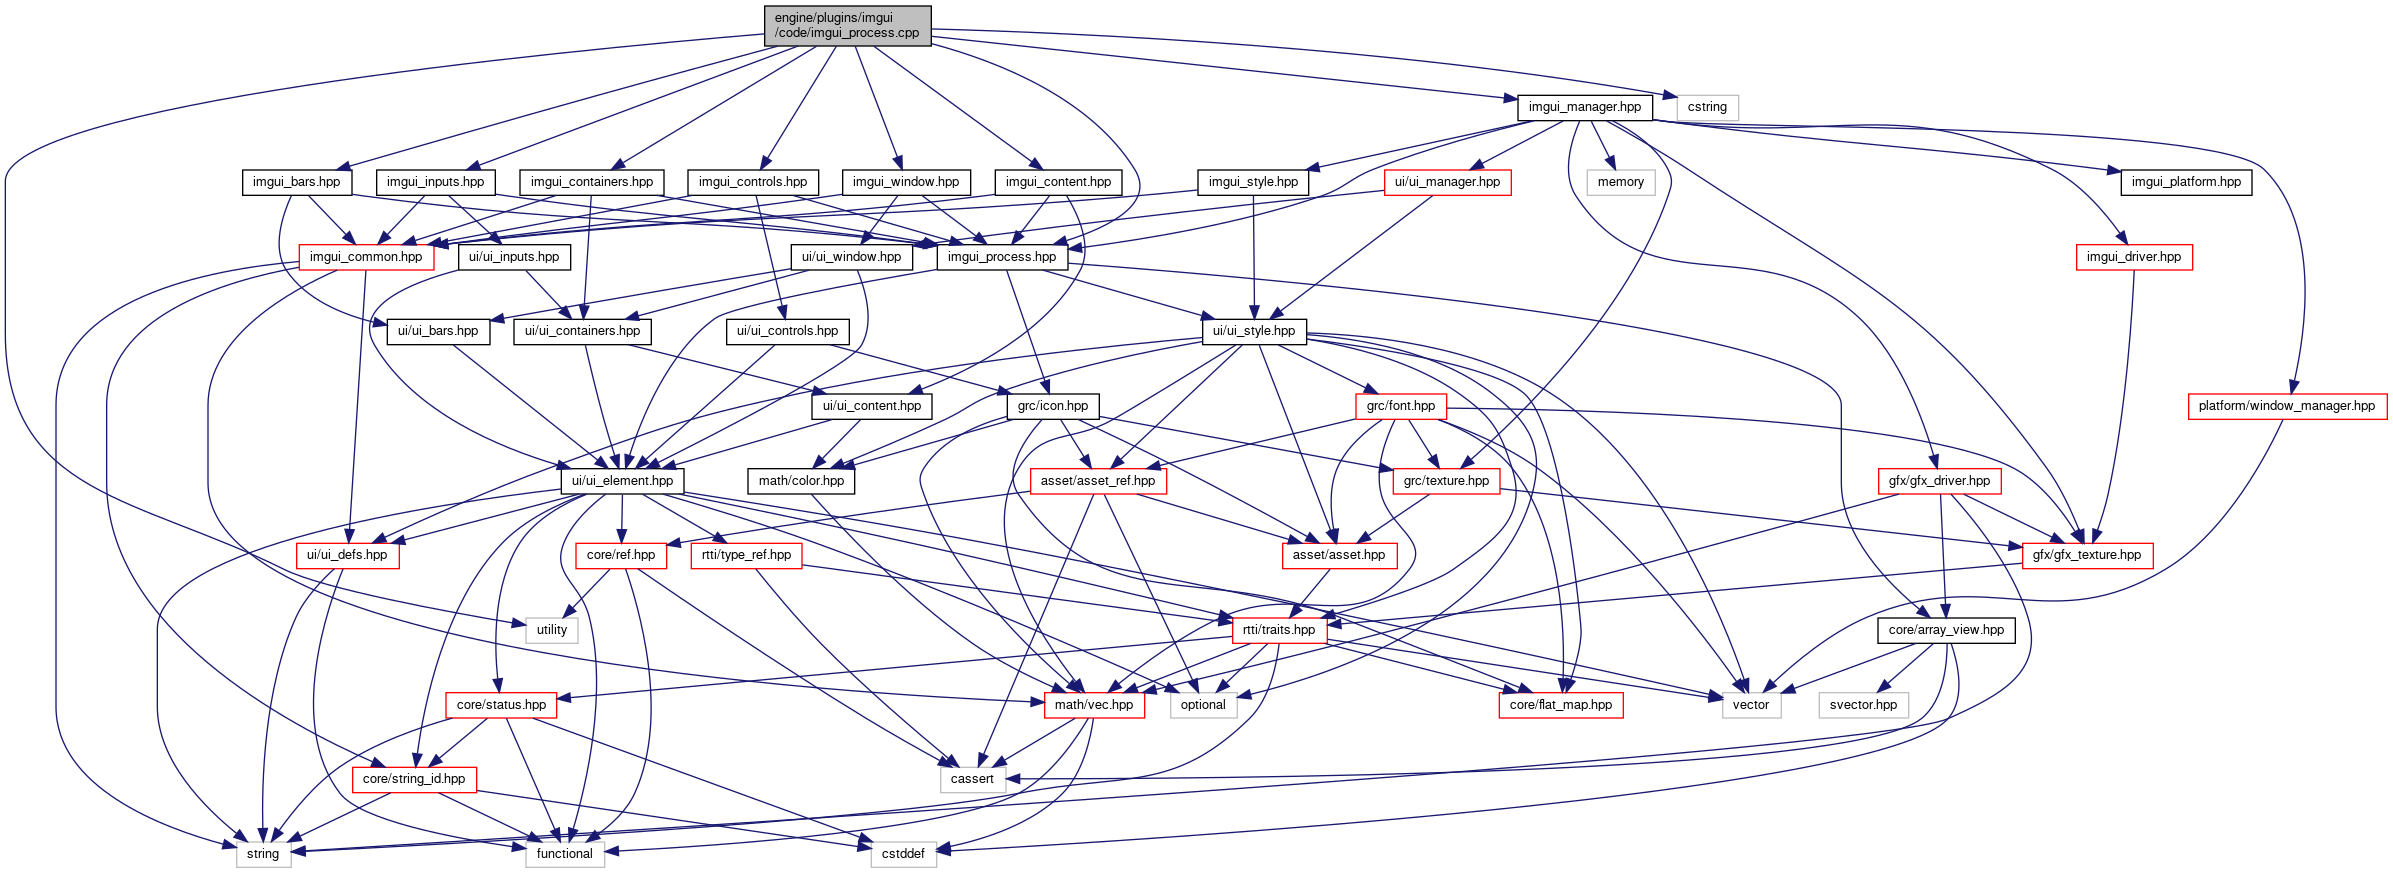 engine/plugins/imgui
/code/imgui_process.cpp
imgui_manager.hpp
cstring
imgui_bars.hpp
imgui_inputs.hpp
imgui_containers.hpp
imgui_controls.hpp
imgui_window.hpp
imgui_content.hpp
imgui_style.hpp
ui/ui_manager.hpp
memory
imgui_platform.hpp
imgui_common.hpp
ui/ui_inputs.hpp
ui/ui_window.hpp
imgui_process.hpp
imgui_driver.hpp
ui/ui_bars.hpp
ui/ui_containers.hpp
ui/ui_controls.hpp
ui/ui_style.hpp
ui/ui_content.hpp
grc/icon.hpp
grc/font.hpp
platform/window_manager.hpp
ui/ui_element.hpp
math/color.hpp
asset/asset_ref.hpp
grc/texture.hpp
gfx/gfx_driver.hpp
ui/ui_defs.hpp
core/ref.hpp
rtti/type_ref.hpp
asset/asset.hpp
gfx/gfx_texture.hpp
utility
rtti/traits.hpp
core/array_view.hpp
core/status.hpp
math/vec.hpp
optional
core/flat_map.hpp
vector
svector.hpp
core/string_id.hpp
cassert
string
functional
cstddef